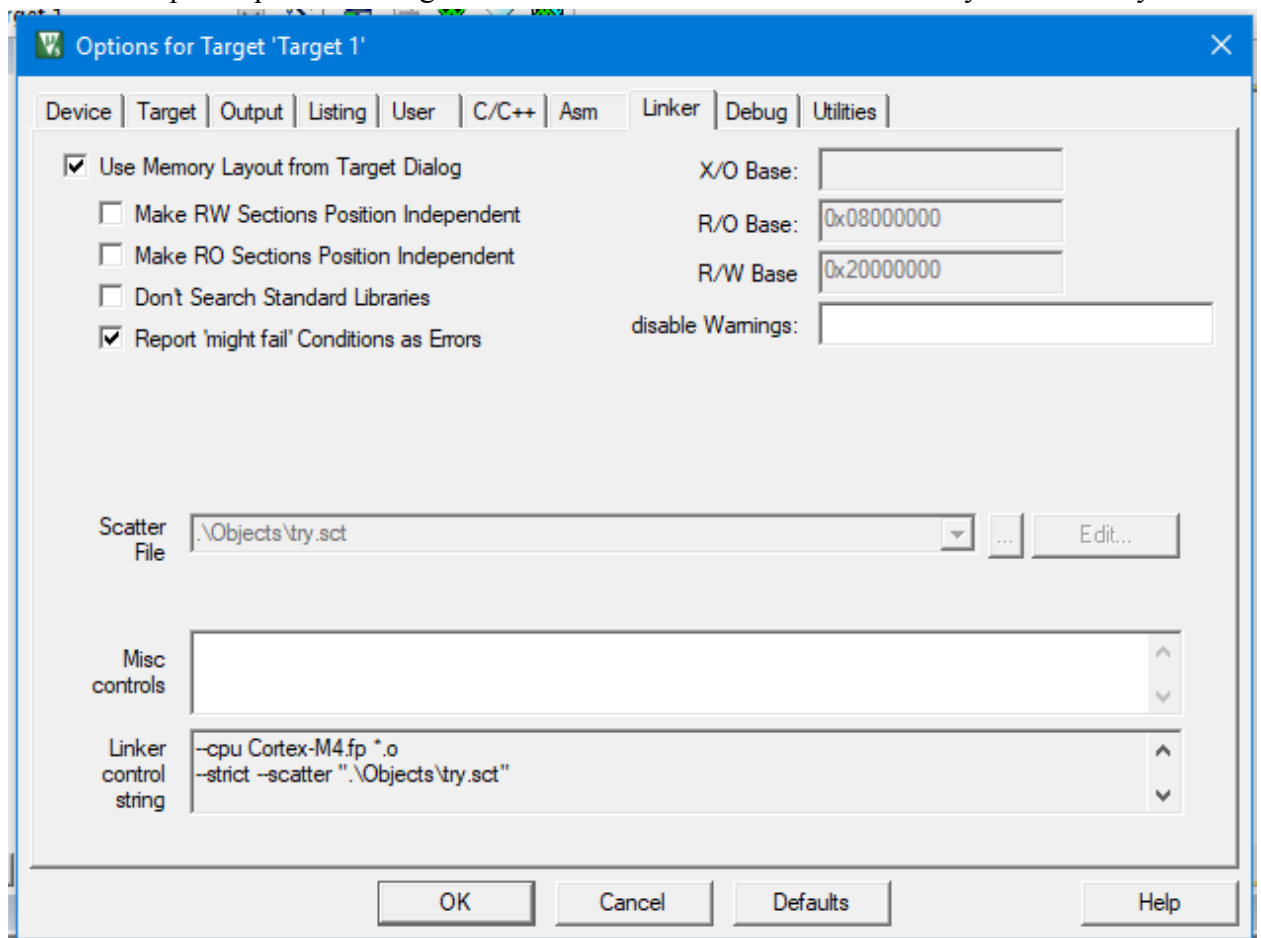 Options for Target 'Target 1'
Device Target Output Listing User C/C++ Asm Linker Debug Utilities
Use Memory Layout from Target Dialog
Make RW Sections Position Independent
Make RO Sections Position Independent
Don't Search Standard Libraries
Report 'might fail' Conditions as Errors
X/O Base:
R/O Base: 0x08000000
R/W Base 0x20000000
disable Warnings:
Scatter
File
.\Objects\try.sct
... Edit...
Misc
controls
Linker
control
string
--cpu Cortex-M4.fp *.o
--strict --scatter ".\Objects\try.sct"
OK Cancel Defaults Help